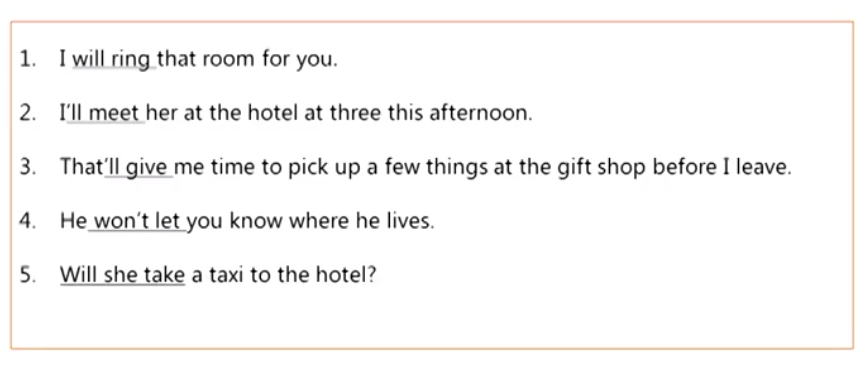 1. I will ring that room for you.
2. I'll meet her at the hotel at three this afternoon.
3. That'll give me time to pick up a few things at the gift shop before I leave.
4. He won't let you know where he lives.
5. Will she take a taxi to the hotel?